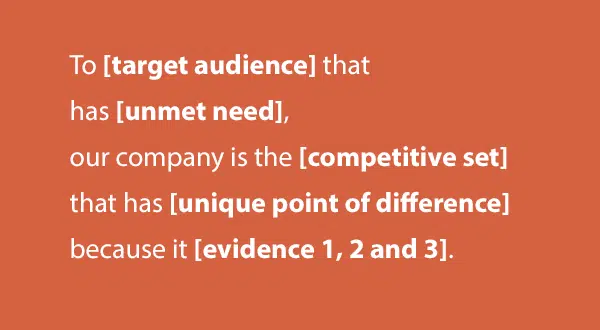 To [target audience] that
has [unmet need],
our company is the [competitive set]
that has [unique point of difference]
because it [evidence 1, 2 and 3].